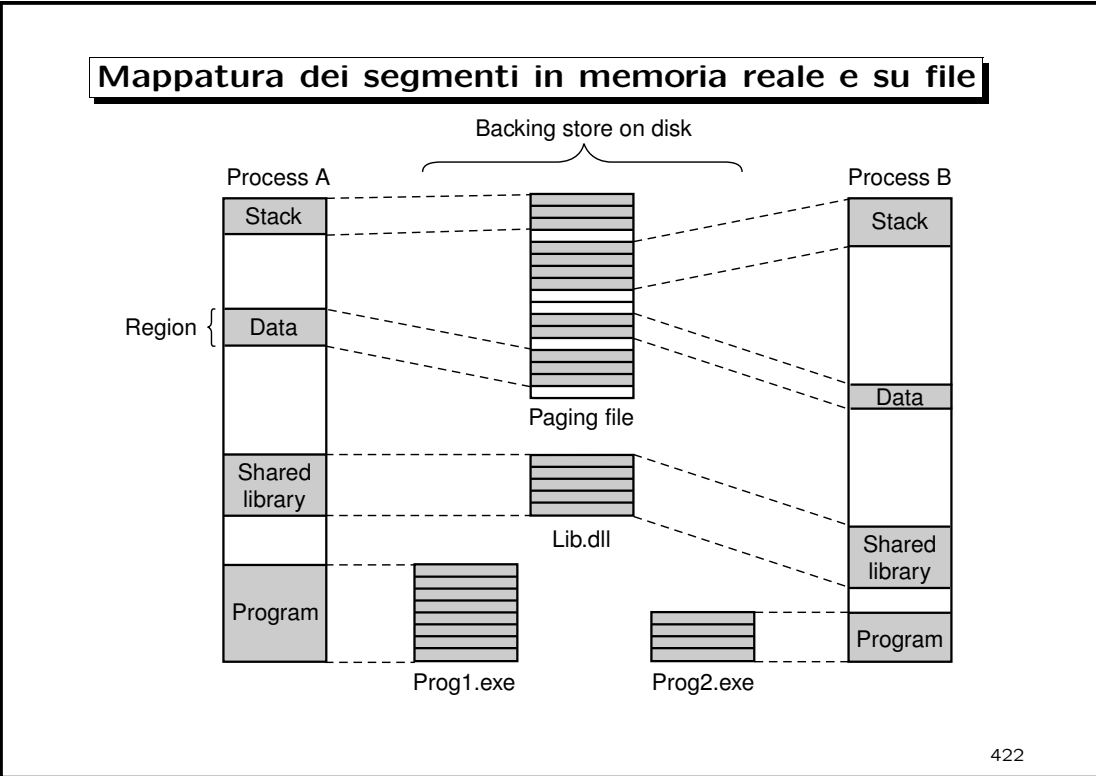 Mappatura dei segmenti in memoria reale e su file
Backing store on disk
Process A
Process B
Stack
Stack
Region
Data
Data
Paging file
Shared
library
Lib.dll
Shared
library
Program
Program
Prog1.exe
Prog2.exe
422